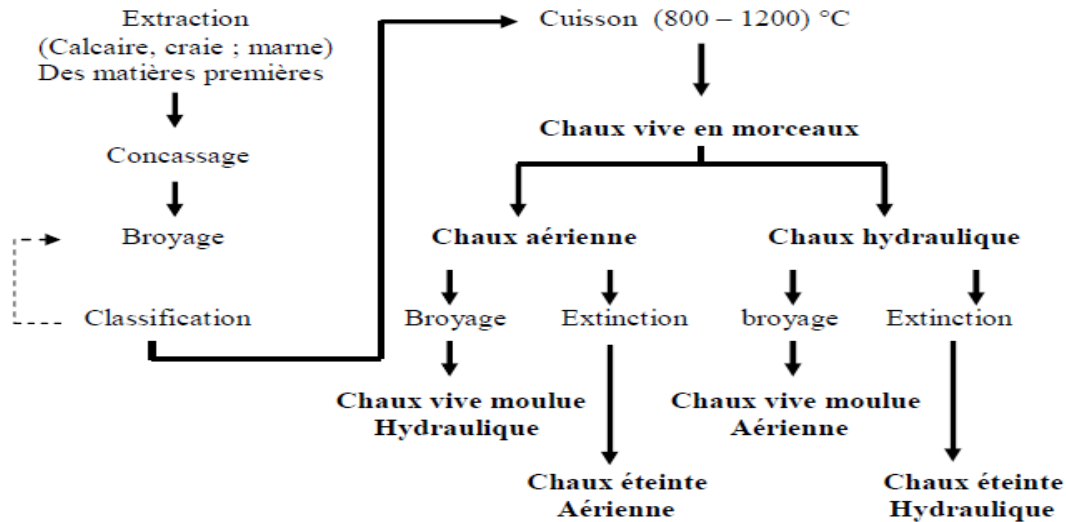 Extraction
(Calcaire, craie ; marne)
Des matières premières
Concassage
Broyage
Classification
Cuisson (800 – 1200) °C
Chaux vive en morceaux
Chaux aérienne
Chaux hydraulique
Broyage
Extinction
broyage
Extinction
Chaux vive moulue
Hydraulique
Chaux vive moulue
Aérienne
Chaux éteinte
Aérienne
Chaux éteinte
Hydraulique